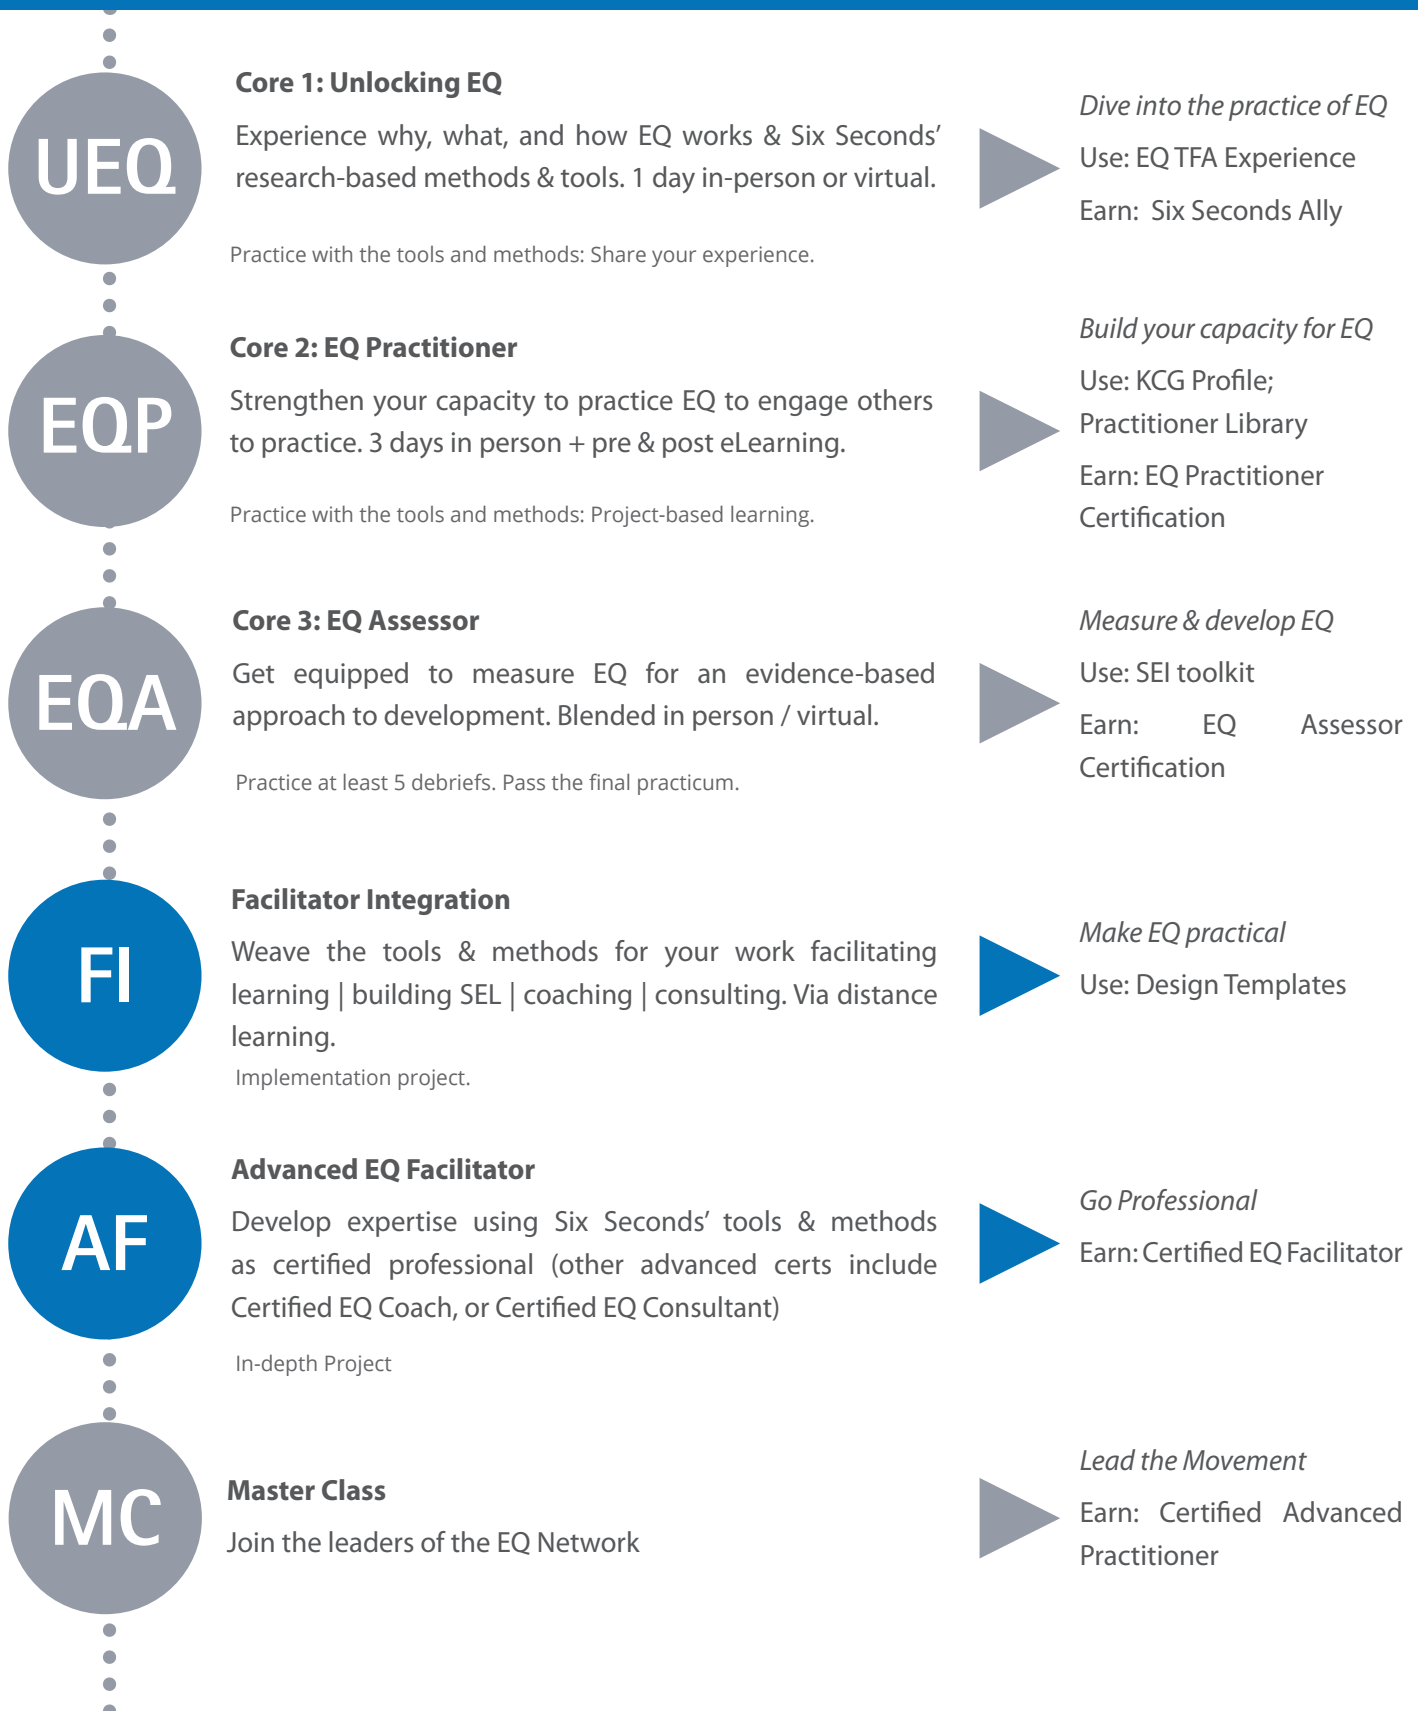 UEQ
Core 1: Unlocking EQ
Experience why, what, and how EQ works & Six Seconds’
research-based methods & tools. 1 day in-person or virtual.
Practice with the tools and methods: Share your experience.
Dive into the practice of EQ
Use: EQ TFA Experience
Earn: Six Seconds Ally
EQP
Core 2: EQ Practitioner
Strengthen your capacity to practice EQ to engage others
to practice. 3 days in person + pre & post eLearning.
Practice with the tools and methods: Project-based learning.
Build your capacity for EQ
Use: KCG Profile;
Practitioner Library
Earn: EQ Practitioner
Certification
EQA
Core 3: EQ Assessor
Get equipped to measure EQ for an evidence-based
approach to development. Blended in person / virtual.
Practice at least 5 debriefs. Pass the final practicum.
Measure & develop EQ
Use: SEI toolkit
Earn: EQ Assessor
Certification
FI
Facilitator Integration
Weave the tools & methods for your work facilitating
learning | building SEL | coaching | consulting. Via distance
learning.
Implementation project.
Make EQ practical
Use: Design Templates
AF
Advanced EQ Facilitator
Develop expertise using Six Seconds’ tools & methods
as certified professional (other advanced certs include
Certified EQ Coach, or Certified EQ Consultant)
In-depth Project
Go Professional
Earn: Certified EQ Facilitator
MC
Master Class
Join the leaders of the EQ Network
Lead the Movement
Earn: Certified Advanced
Practitioner